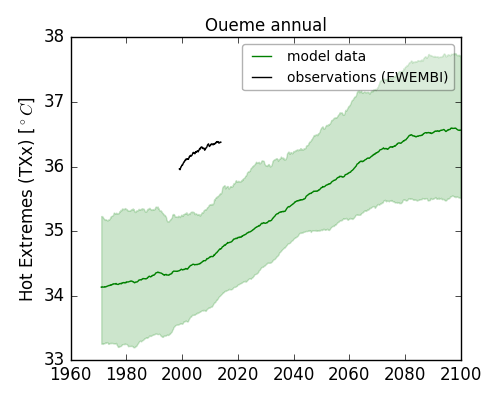 Oueme annual
model data
observations (EWEMBI)
Hot Extremes (TXx) [°C]
38
37
36
35
34
33
1960 1980 2000 2020 2040 2060 2080 2100